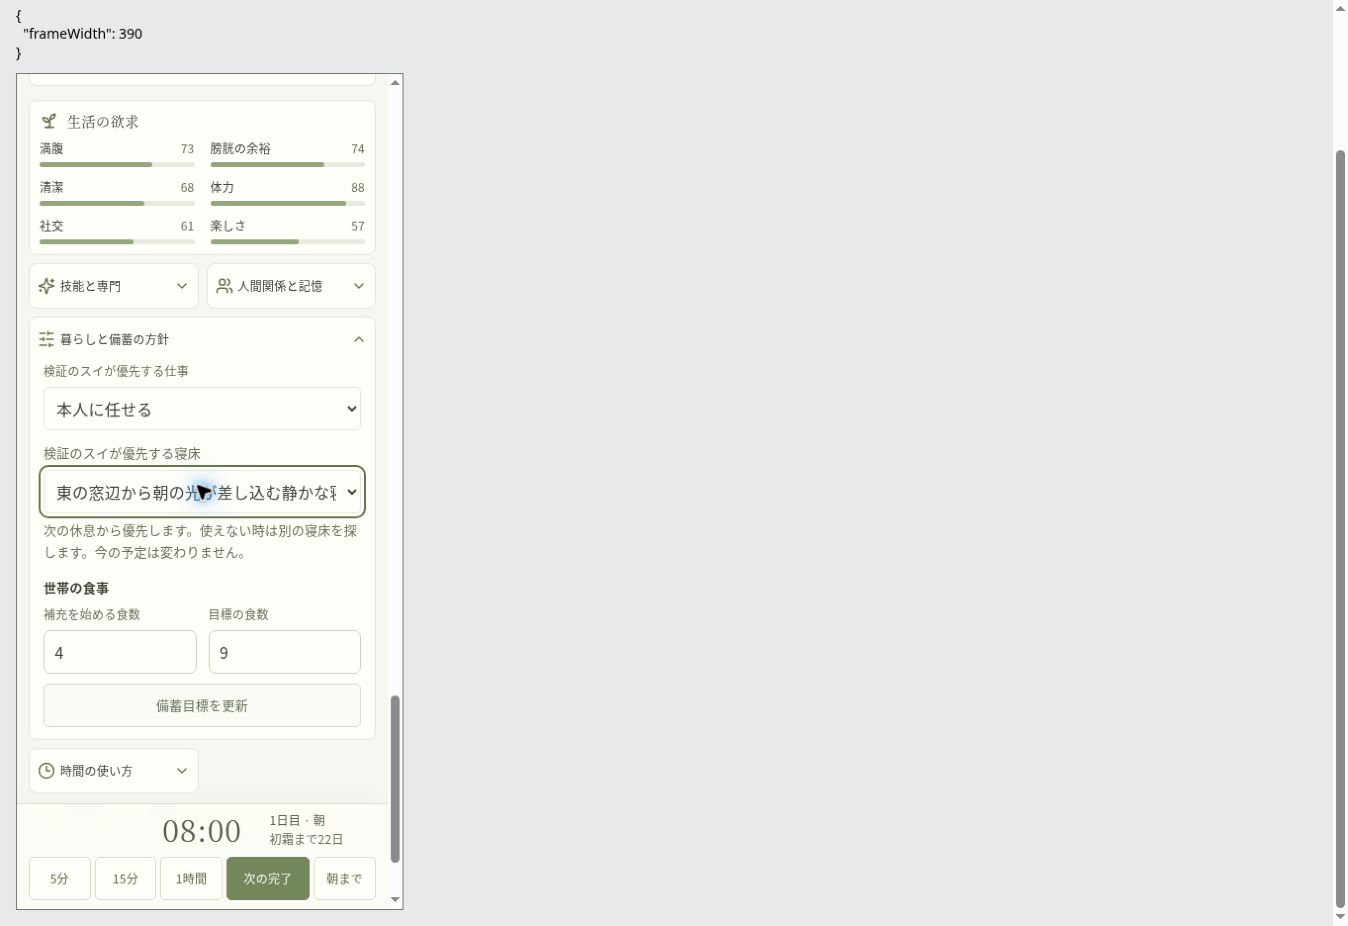 {
"frameWidth": 390
}
生活の欲求
満腹 73 膀胱の余裕 74
清潔 68 体力 88
社交 61 楽しさ 57
技能と専門 人間関係と記憶
暮らしと備蓄の方針
検証のスイが優先する仕事
本人に任せる
検証のスイが優先する寝床
東の窓辺から朝の光が差し込む静かな
次の休息から優先します。使えない時は別の寝床を探
します。今の予定は変わりません。
世帯の食事
補充を始める食数 目標の食数
4 9
備蓄目標を更新
時間の使い方
08:00 1日目 · 朝
初霜まで22日
5分 15分 1時間 次の完了 朝まで